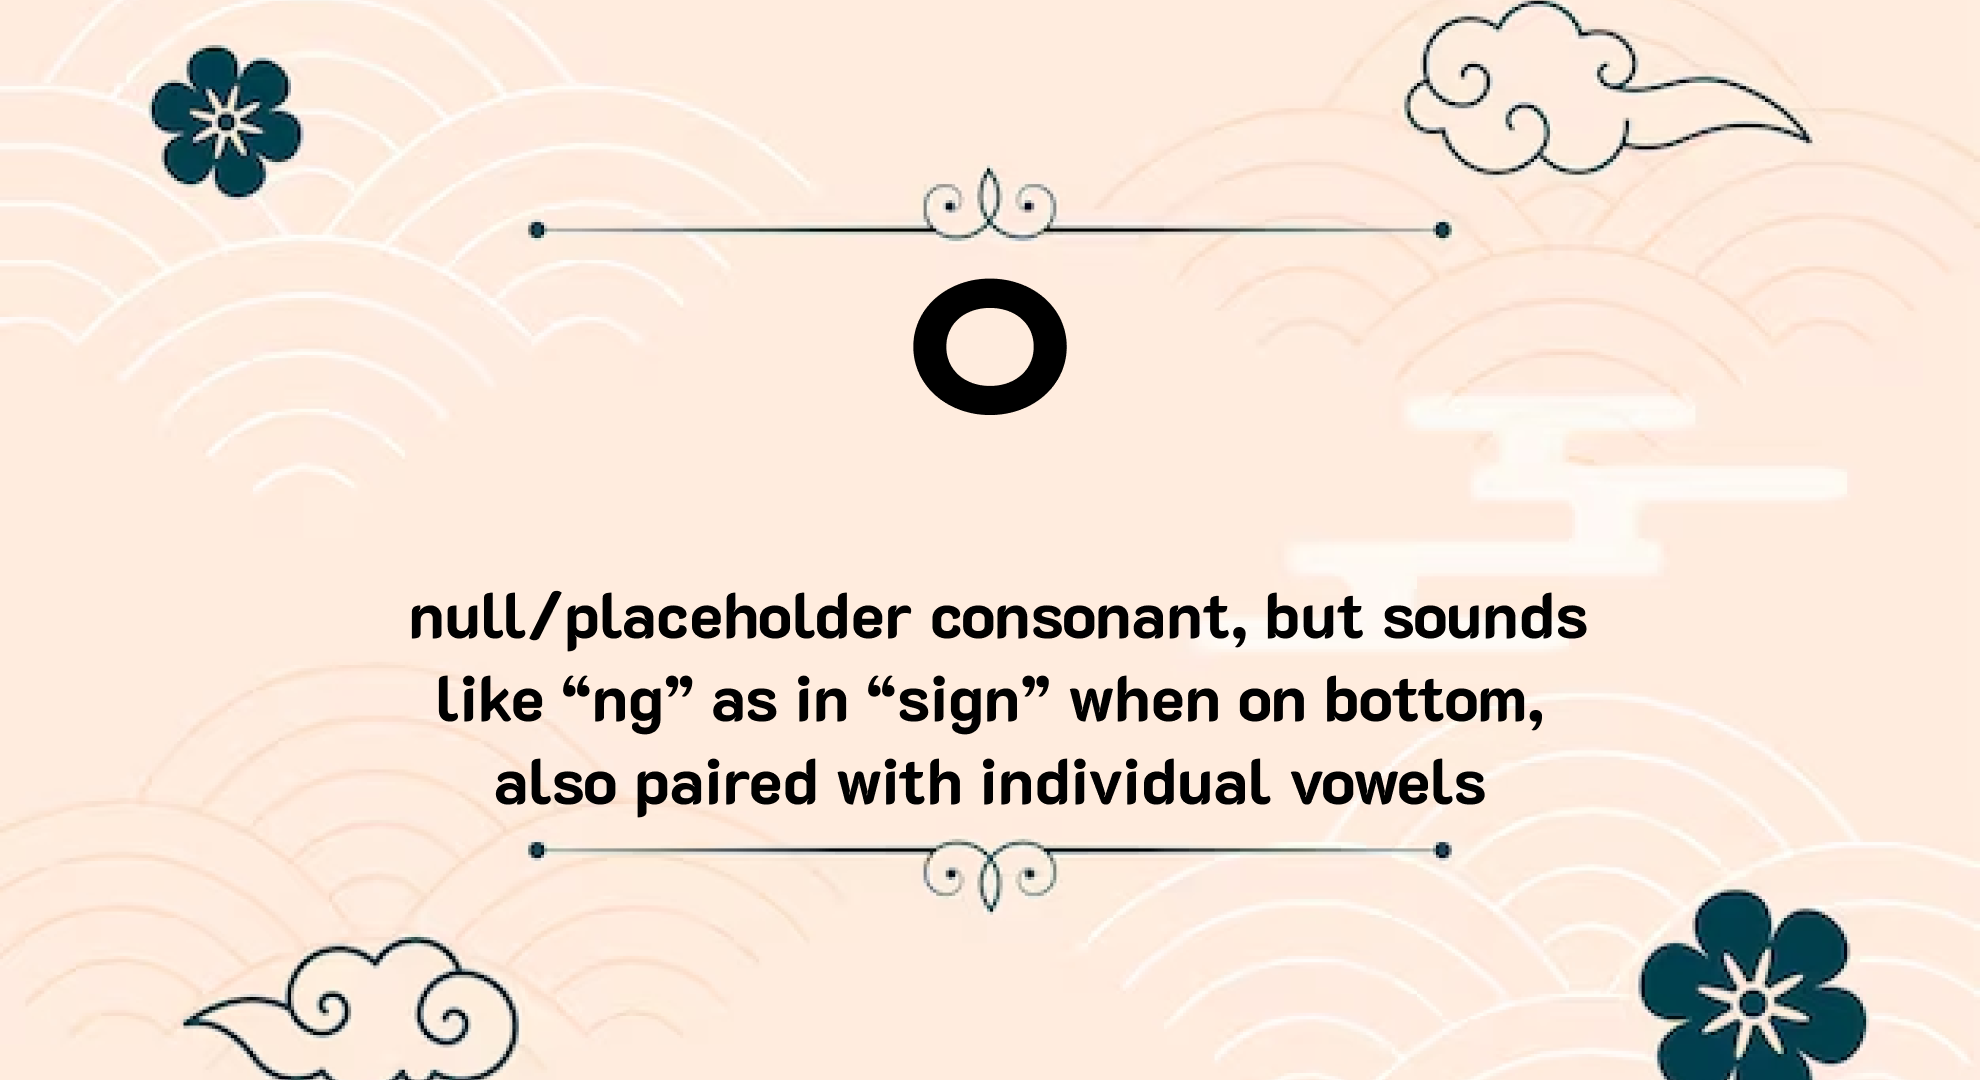 ㅇ
null/placeholder consonant, but sounds
like “ng” as in “sign” when on bottom,
also paired with individual vowels